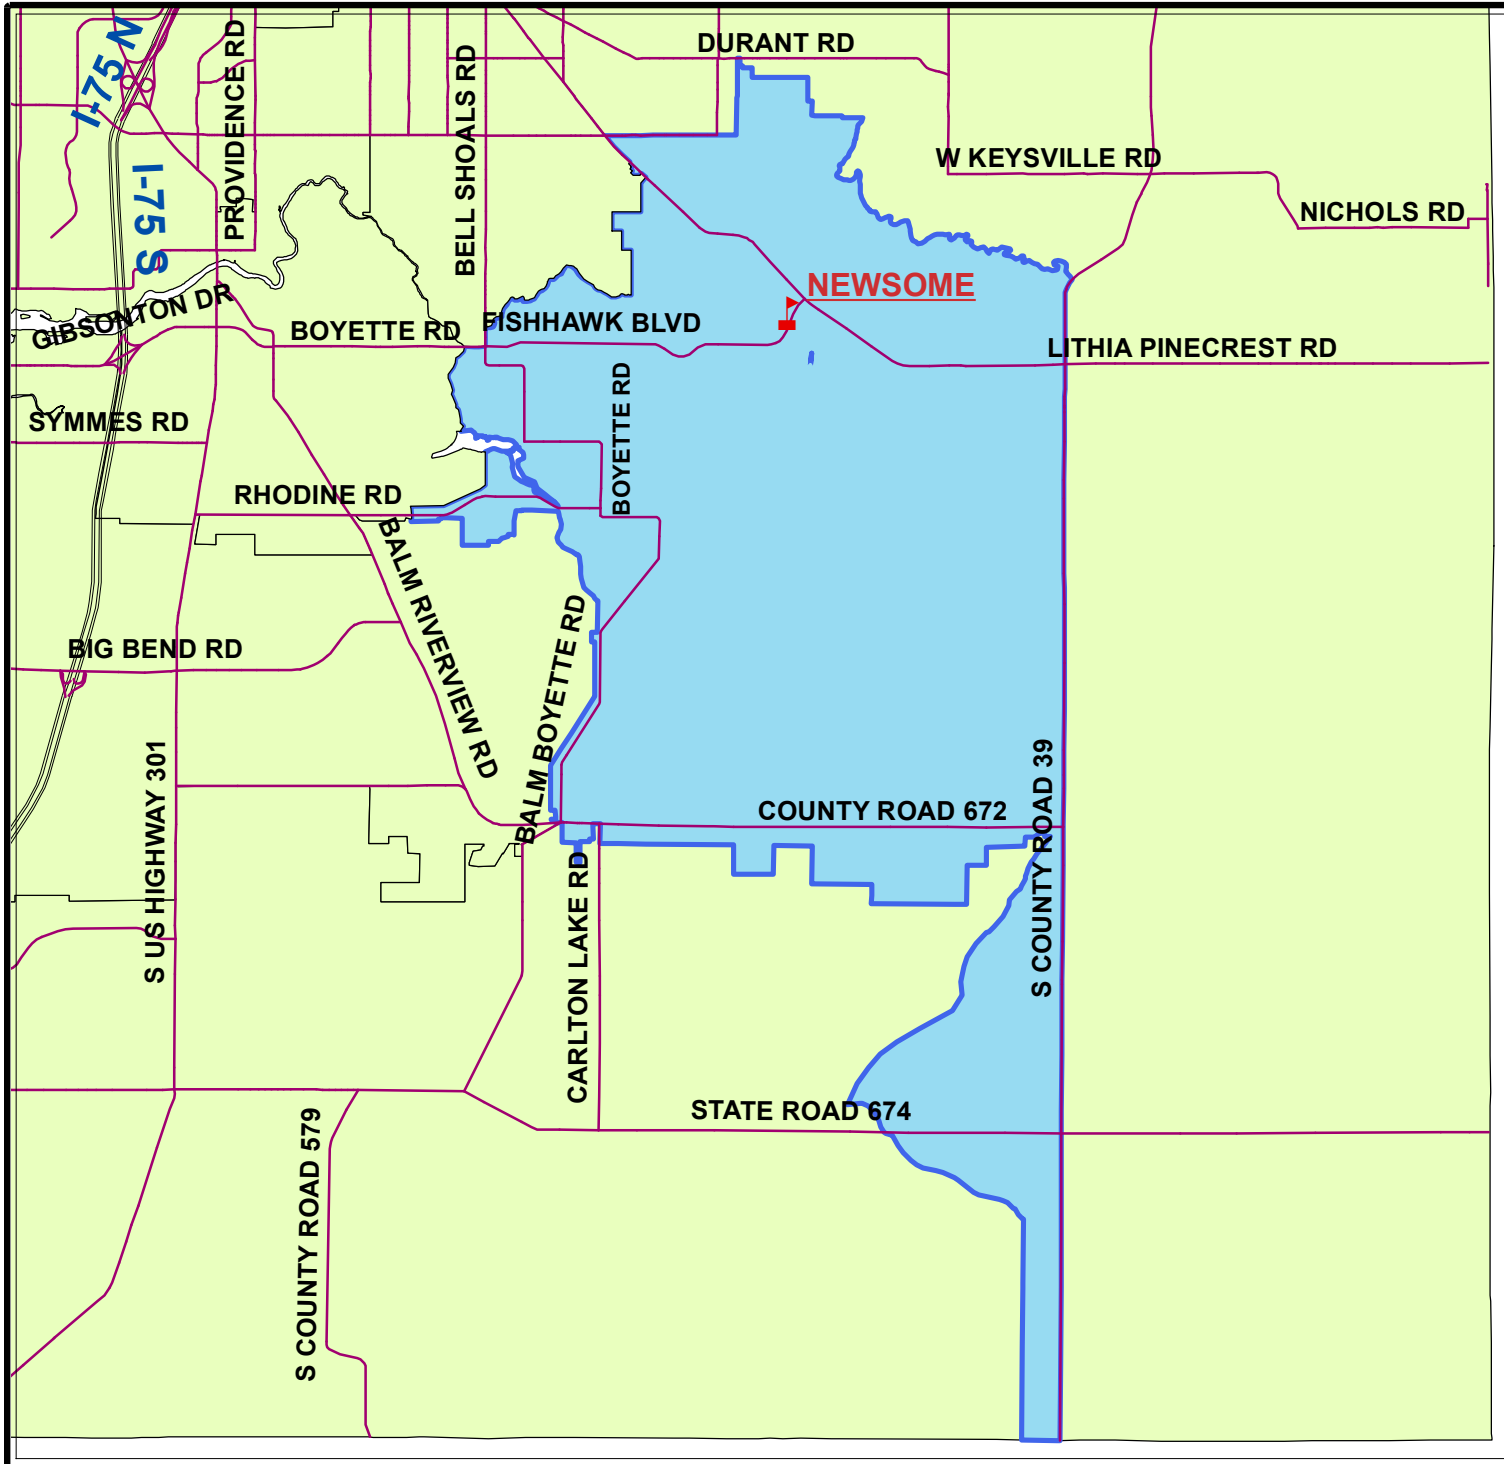 DURANT RD
I-75 N
PROVIDENCE RD
BELL SHOALS RD
W KEYSVILLE RD
I-75 S
NICHOLS RD
NEWSOME
GIBSONTON DR
BOYETTE RD
FISHHAWK BLVD
LITHIA PINECREST RD
SYMMES RD
BOYETTE RD
RHODINE RD
BALM RIVERVIEW RD
BIG BEND RD
BALM BOYETTE RD
S US HIGHWAY 301
COUNTY ROAD 672
S COUNTY ROAD 39
CARLTON LAKE RD
STATE ROAD 674
S COUNTY ROAD 579